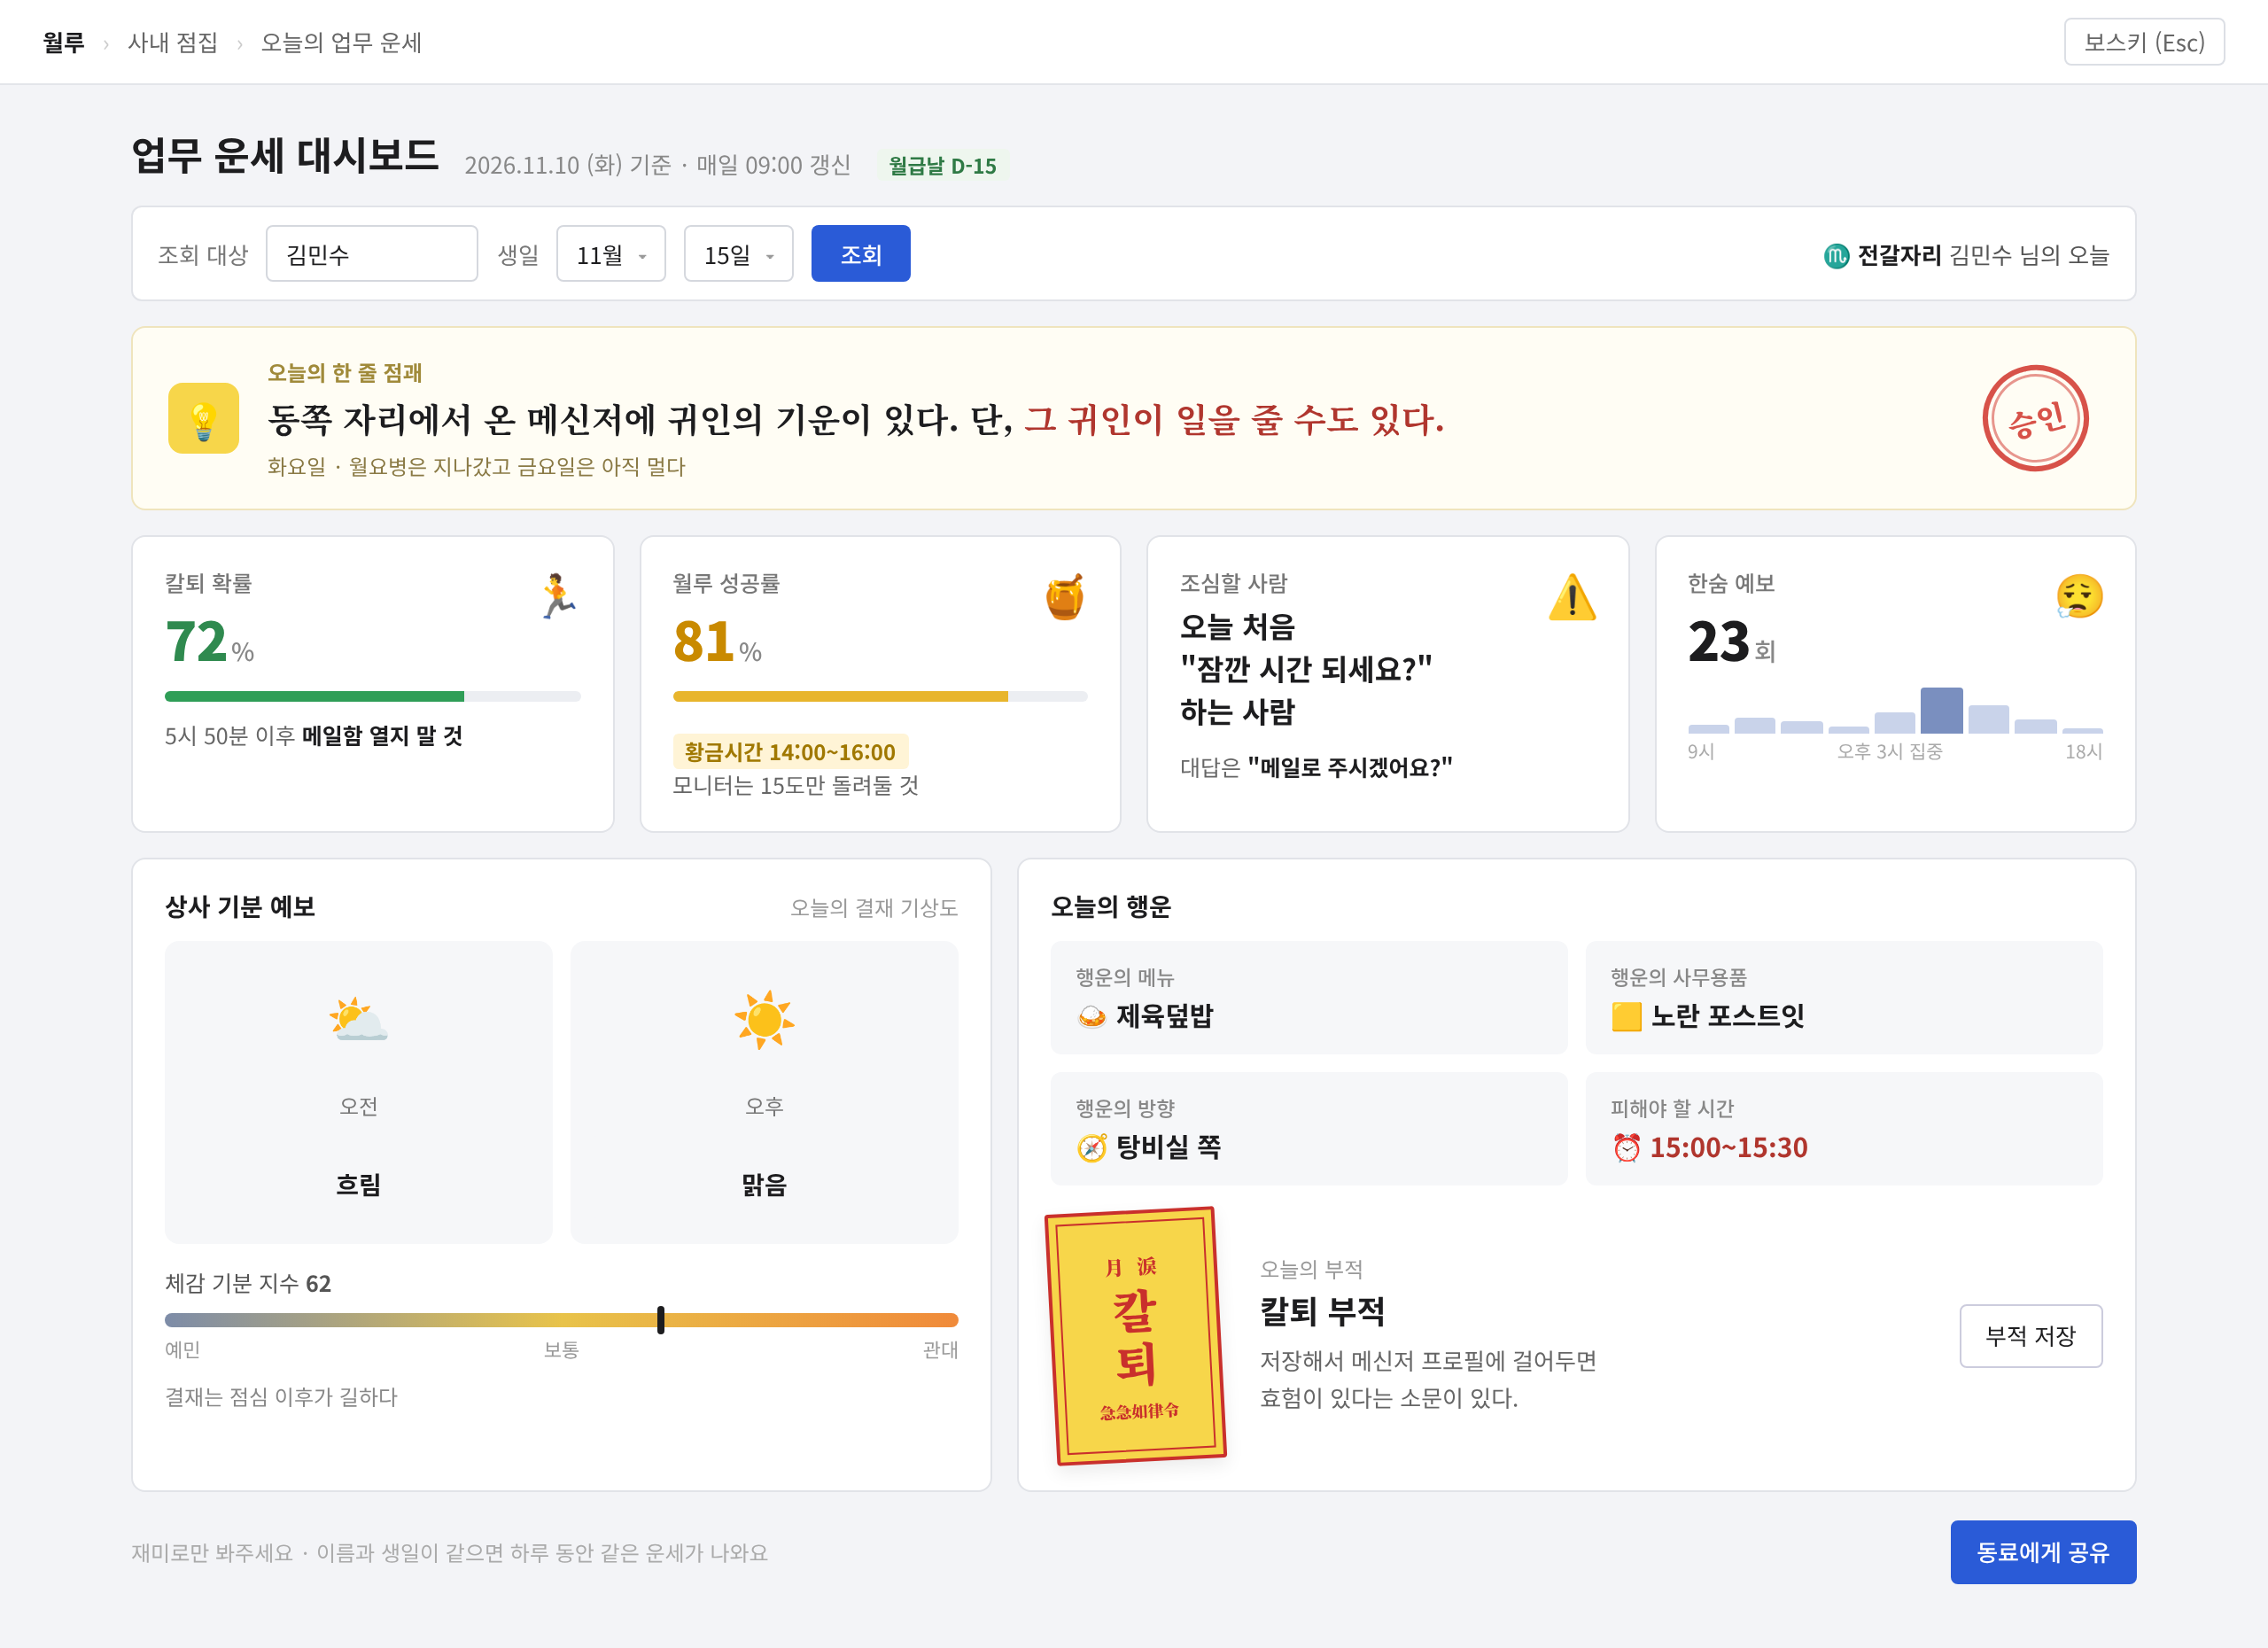 월루 › 사내 점집 › 오늘의 업무 운세
보스키 (Esc)
업무 운세 대시보드 2026.11.10 (화) 기준 · 매일 09:00 갱신 월급날 D-15
조회 대상 김민수 생일 11월 15일 조회
♏ 전갈자리 김민수 님의 오늘
오늘의 한 줄 점괘
동쪽 자리에서 온 메신저에 귀인의 기운이 있다. 단, 그 귀인이 일을 줄 수도 있다.
화요일 · 월요병은 지나갔고 금요일은 아직 멀다
승인
칼퇴 확률
72%
5시 50분 이후 메일함 열지 말 것
월루 성공률
81%
황금시간 14:00~16:00
모니터는 15도만 돌려둘 것
조심할 사람
오늘 처음
"잠깐 시간 되세요?"
하는 사람
대답은 "메일로 주시겠어요?"
한숨 예보
23회
9시 오후 3시 집중 18시
상사 기분 예보
오늘의 결재 기상도
오전
흐림
오후
맑음
체감 기분 지수 62
예민 보통 관대
결재는 점심 이후가 길하다
오늘의 행운
행운의 메뉴
제육덮밥
행운의 사무용품
노란 포스트잇
행운의 방향
탕비실 쪽
피해야 할 시간
15:00~15:30
月 淚
칼
퇴
急急如律令
오늘의 부적
칼퇴 부적
저장해서 메신저 프로필에 걸어두면
효험이 있다는 소문이 있다.
부적 저장
재미로만 봐주세요 · 이름과 생일이 같으면 하루 동안 같은 운세가 나와요
동료에게 공유